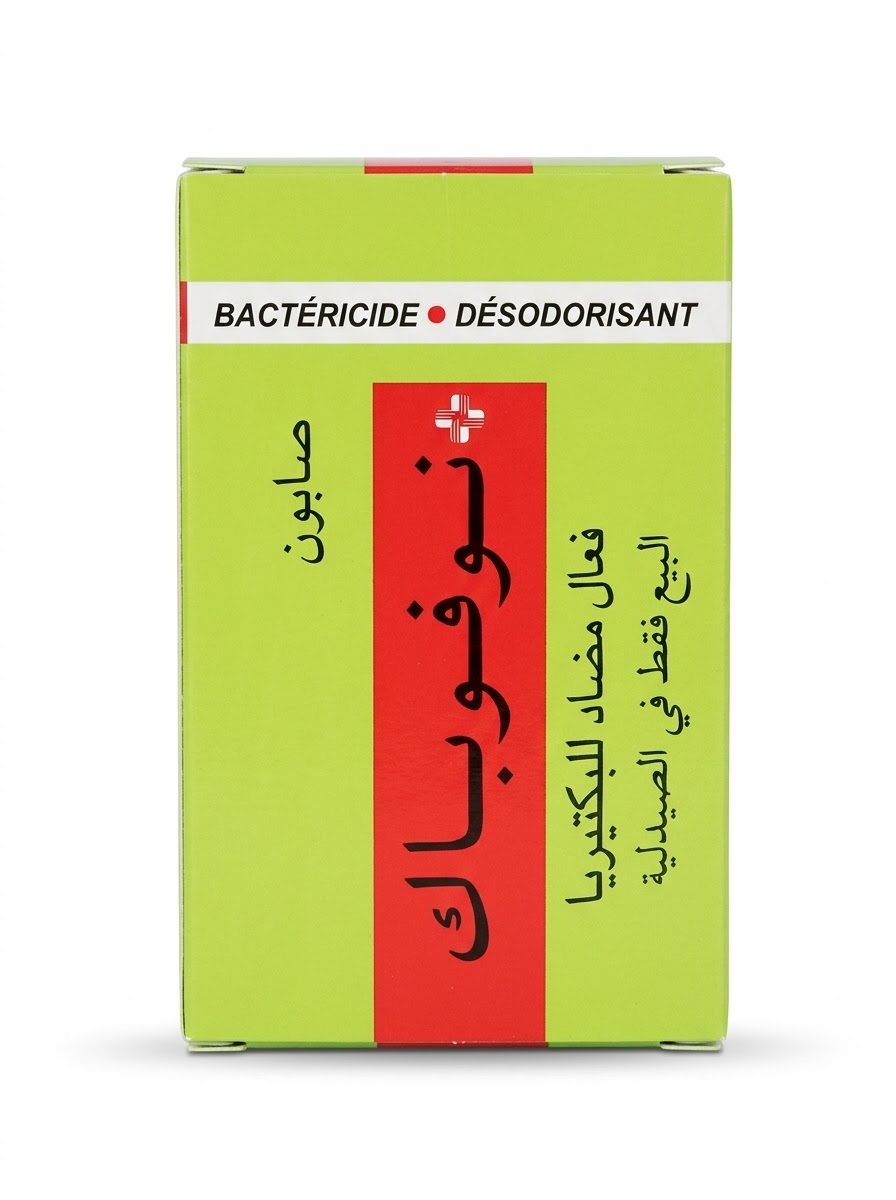 BACTÉRICIDE • DÉSODORISANT
صابون
نوفوباك
فعال مضاد للبكتيريا
البيع فقط في الصيدلية